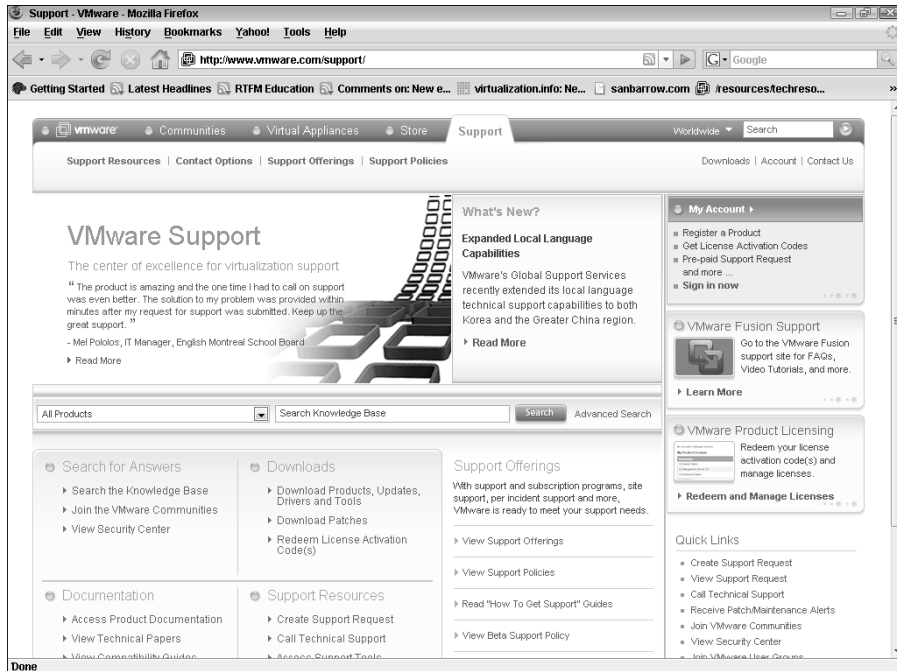 Support - VMware - Mozilla Firefox
File Edit View History Bookmarks Yahoo! Tools Help
http://www.vmware.com/support/
G Google
Getting Started Latest Headlines RTFM Education Comments on: New e... virtualization.info: Ne... sanbarrow.com /resources/techreso... »
vmware Communities Virtual Appliances Store Support Worldwide Search
Support Resources | Contact Options | Support Offerings | Support Policies
Downloads | Account | Contact Us
VMware Support
The center of excellence for virtualization support
“ The product is amazing and the one time I had to call on support
was even better. The solution to my problem was provided within
minutes after my request for support was submitted. Keep up the
great support. ”
- Mel Pololos, IT Manager, English Montreal School Board
Read More
What's New?
Expanded Local Language
Capabilities
VMware's Global Support Services
recently extended its local language
technical support capabilities to both
Korea and the Greater China region.
Read More
My Account
Register a Product
Get License Activation Codes
Pre-paid Support Request
and more ...
Sign in now
VMware Fusion Support
Go to the VMware Fusion
support site for FAQs,
Video Tutorials, and more.
Learn More
All Products
Search Knowledge Base
Search
Advanced Search
VMware Product Licensing
Redeem your license
activation code(s) and
manage licenses.
Redeem and Manage Licenses
Search for Answers
Search the Knowledge Base
Join the VMware Communities
View Security Center
Downloads
Download Products, Updates,
Drivers and Tools
Download Patches
Redeem License Activation
Code(s)
Support Offerings
With support and subscription programs, site
support, per incident support and more,
VMware is ready to meet your support needs.
View Support Offerings
View Support Policies
Read "How To Get Support" Guides
View Beta Support Policy
Quick Links
Create Support Request
View Support Request
Call Technical Support
Receive Patch/Maintenance Alerts
Join VMware Communities
View Security Center
Join VMware User Groups
Documentation
Access Product Documentation
View Technical Papers
View Compatibility Guides
Support Resources
Create Support Request
Call Technical Support
Access Support Tools
Done